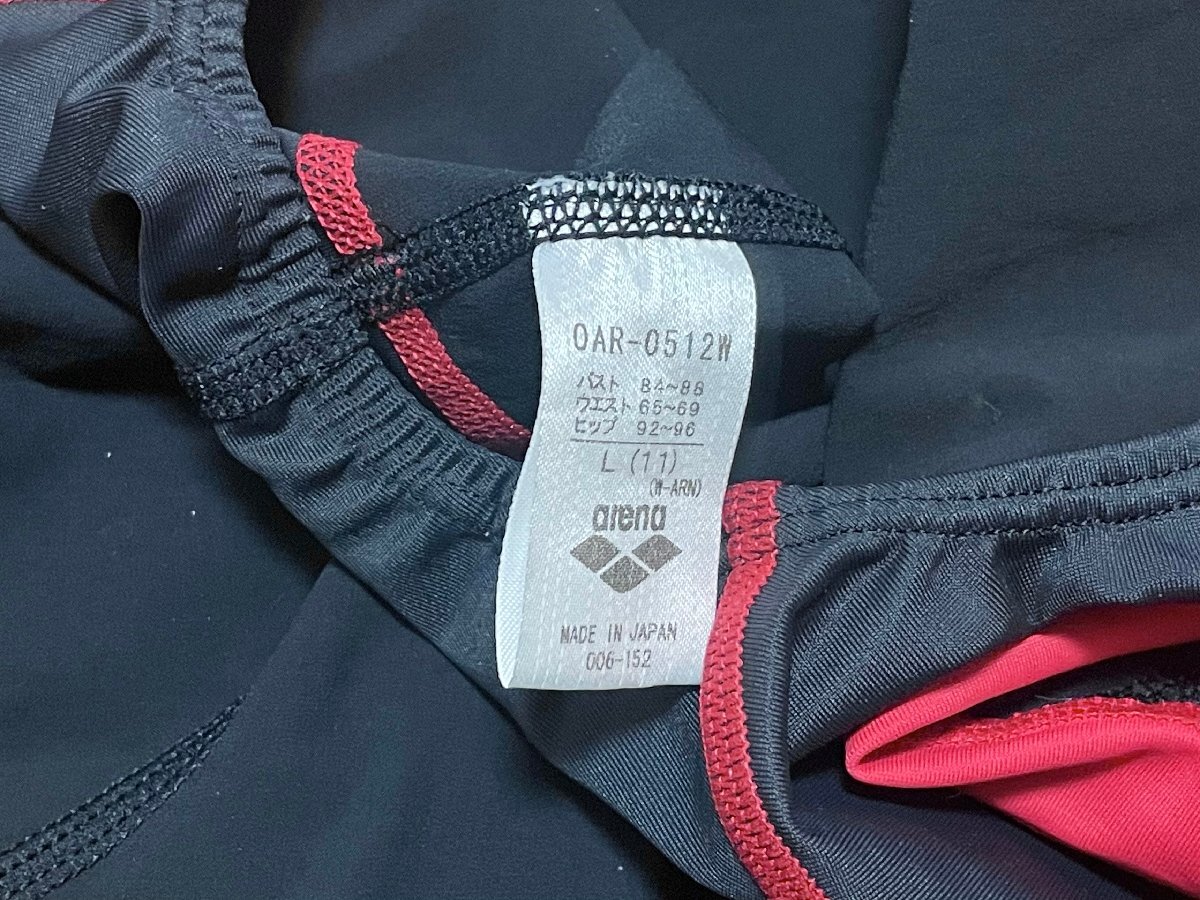 OAR-0512W
バスト 84~88
ウエスト 65~69
ヒップ 92~96
L (11)
(W-ARN)
arena
MADE IN JAPAN
006-152